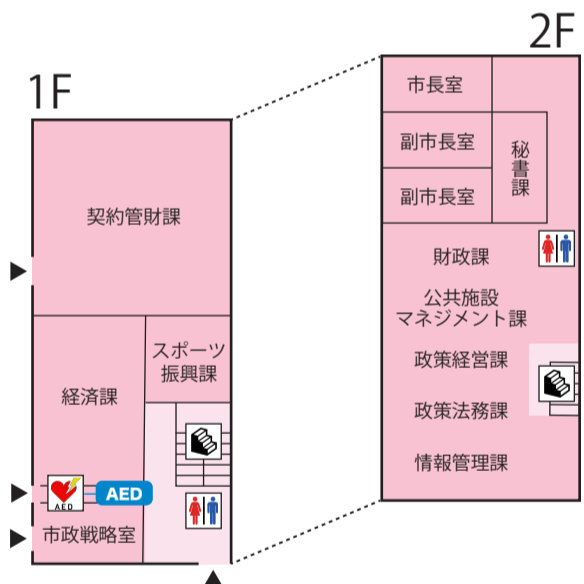 1F
契約管財課
スポーツ
振興課
経済課
AED
AED
市政戦略室
2F
市長室
副市長室
副市長室
秘書課
財政課
公共施設
マネジメント課
政策経営課
政策法務課
情報管理課